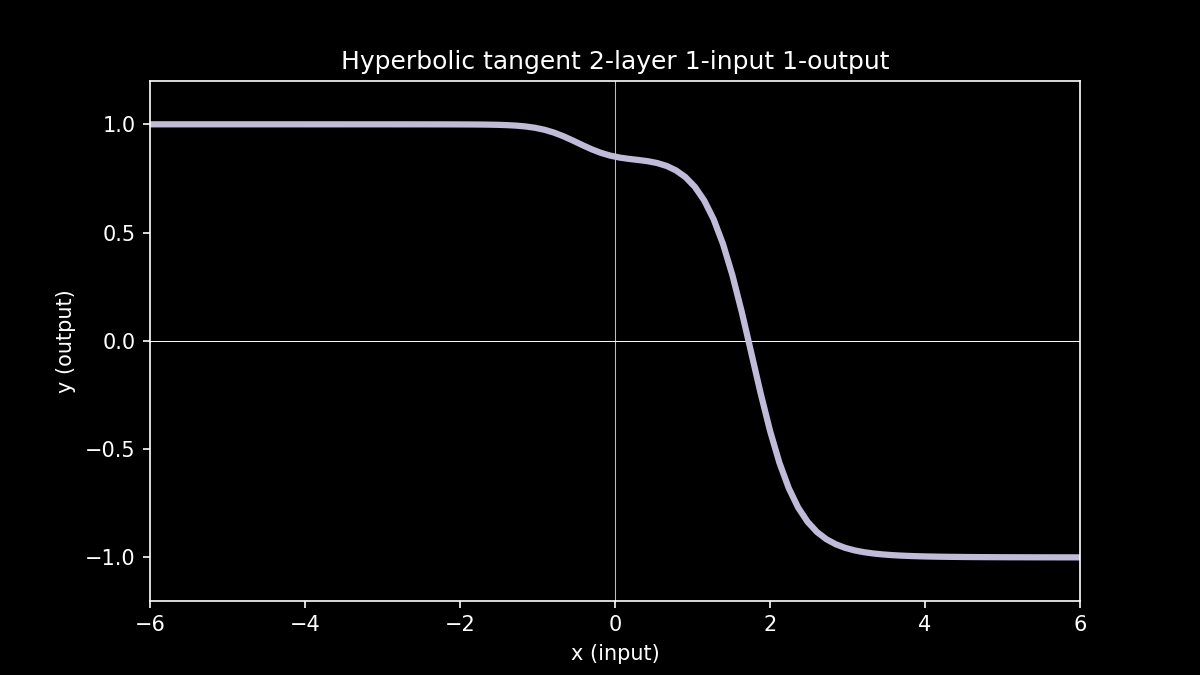 Hyperbolic tangent 2-layer 1-input 1-output
1.0
0.5
0.0
−0.5
−1.0
y (output)
−6 −4 −2 0 2 4 6
x (input)